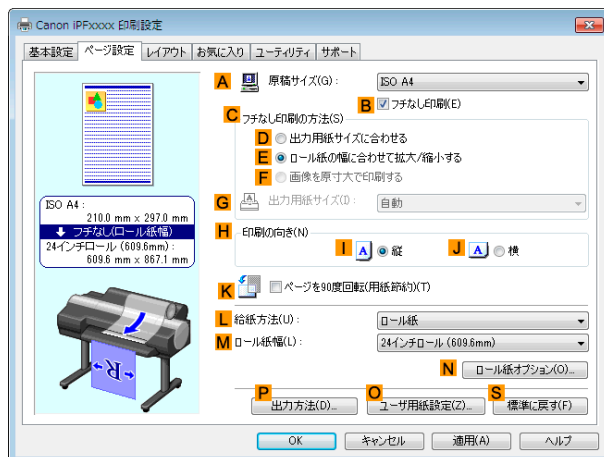 Canon iPFxxxx 印刷設定
基本設定 ページ設定 レイアウト お気に入り ユーティリティ サポート
A 原稿サイズ(G): ISO A4
B フチなし印刷(E)
C フチなし印刷の方法(S)
D 出力用紙サイズに合わせる
E ロール紙の幅に合わせて拡大/縮小する
F 画像を原寸大で印刷する
G 出力用紙サイズ(I): 自動
H 印刷の向き(N)
I A 縦 J A 横
K ページを90度回転(用紙節約)(T)
L 給紙方法(U): ロール紙
M ロール紙幅(L): 24インチロール (609.6mm)
N ロール紙オプション(O)...
P 出力方法(D)... O ユーザ用紙設定(Z)... S 標準に戻す(F)
ISO A4 :
210.0 mm x 297.0 mm
フチなし(ロール紙幅)
24インチロール (609.6mm) :
609.6 mm x 867.1 mm
R
OK キャンセル 適用(A) ヘルプ